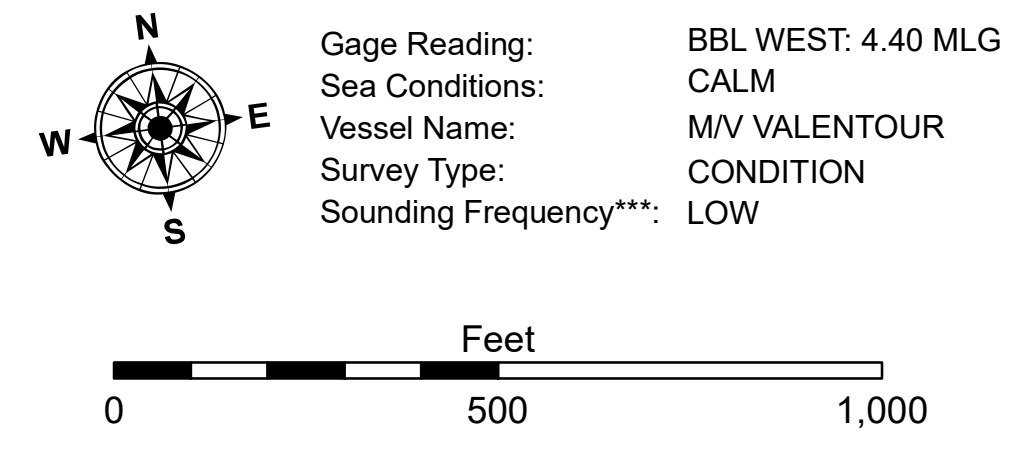 N
W
E
S
Gage Reading: BBL WEST: 4.40 MLG
Sea Conditions: CALM
Vessel Name: M/V VALENTOUR
Survey Type: CONDITION
Sounding Frequency***: LOW
Feet
0 500 1,000